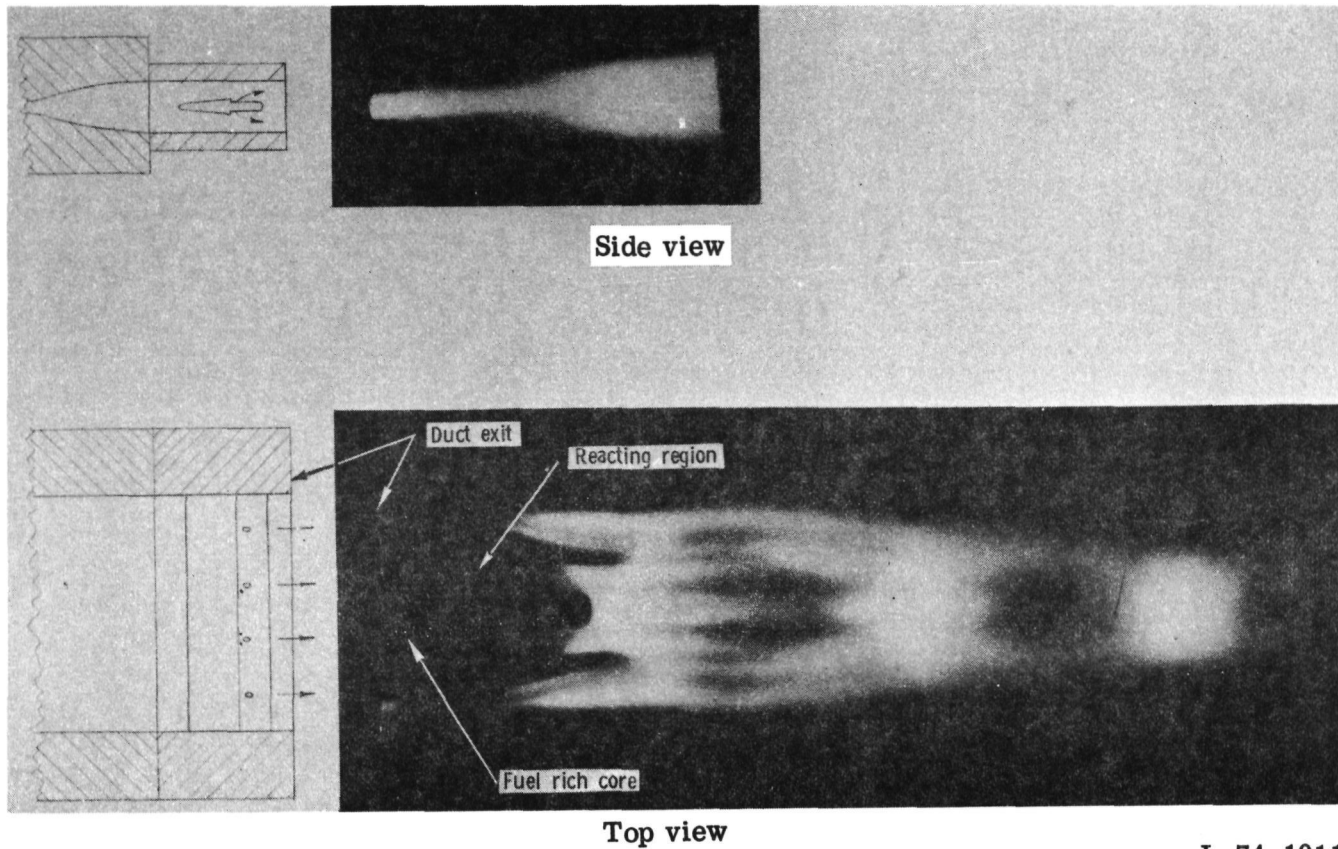 Side view
Duct exit
Reacting region
Fuel rich core
Top view